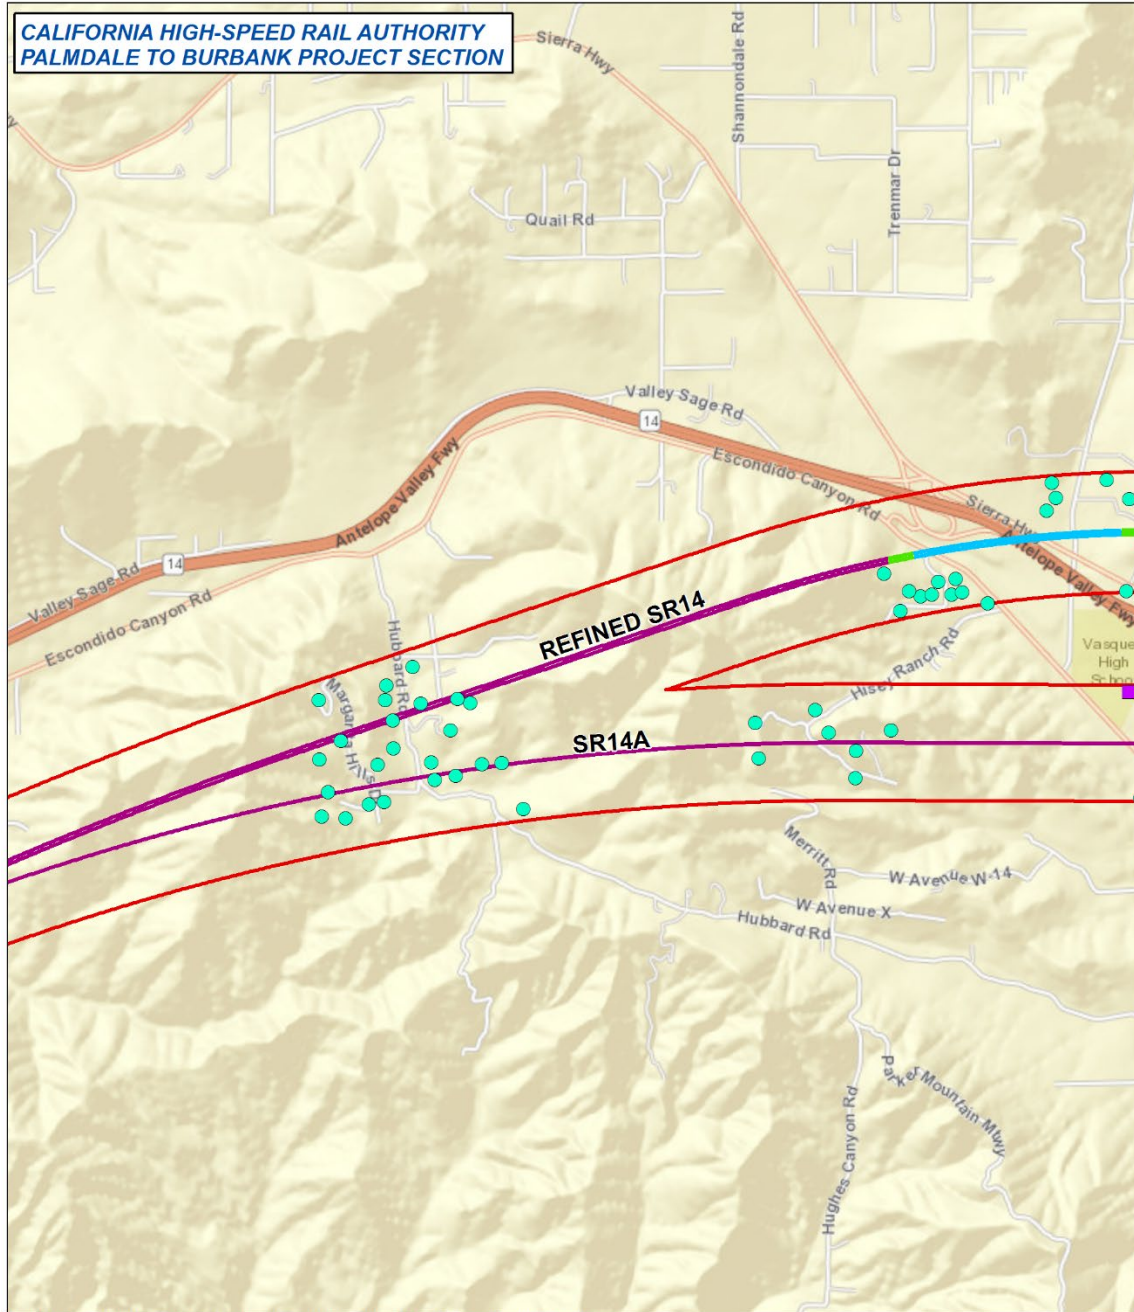 CALIFORNIA HIGH-SPEED RAIL AUTHORITY
PALMDALE TO BURBANK PROJECT SECTION
Sierra Hwy
Shannondale Rd
Trenmar Dr
Quail Rd
Valley Sage Rd
14
Escondido Canyon Rd
Antelope Valley Fwy
Sierra Hw
Antelope Valley Fwy
14
Valley Sage Rd
Escondido Canyon Rd
REFINED SR14
Hubbard Rd
Vasque
High
Schoo
Hisey Ranch Rd
SR14A
Merritt Rd
W Avenue W-14
W Avenue X
Hubbard Rd
Parker Mountain Mtwy
Hughes Canyon Rd